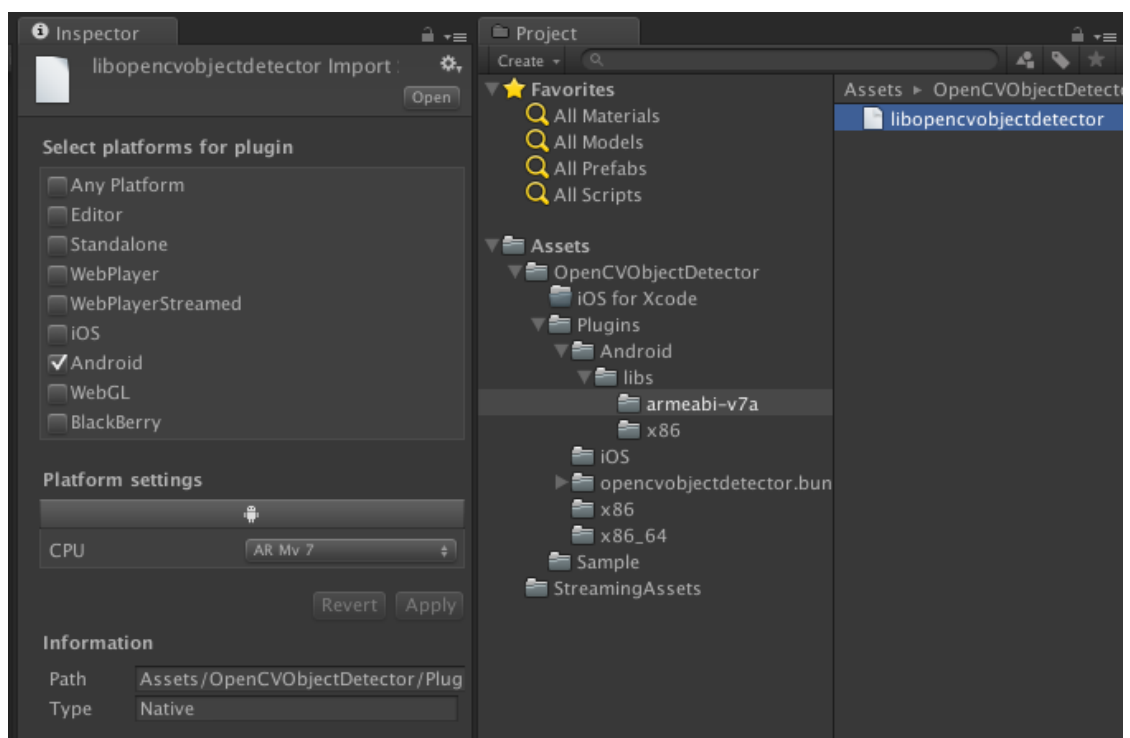 Inspector
libopencvobjectdetector Import
Open
Select platforms for plugin
Any Platform
Editor
Standalone
WebPlayer
WebPlayerStreamed
iOS
Android
WebGL
BlackBerry
Platform settings
CPU
AR Mv 7
Revert Apply
Information
Path Assets/OpenCVObjectDetector/Plug
Type Native
Project
Create
Favorites
All Materials
All Models
All Prefabs
All Scripts
Assets
OpenCVObjectDetector
iOS for Xcode
Plugins
Android
libs
armeabi-v7a
x86
iOS
opencvobjectdetector.bun
x86
x86_64
Sample
StreamingAssets
Assets ▸ OpenCVObjectDetecto
libopencvobjectdetector